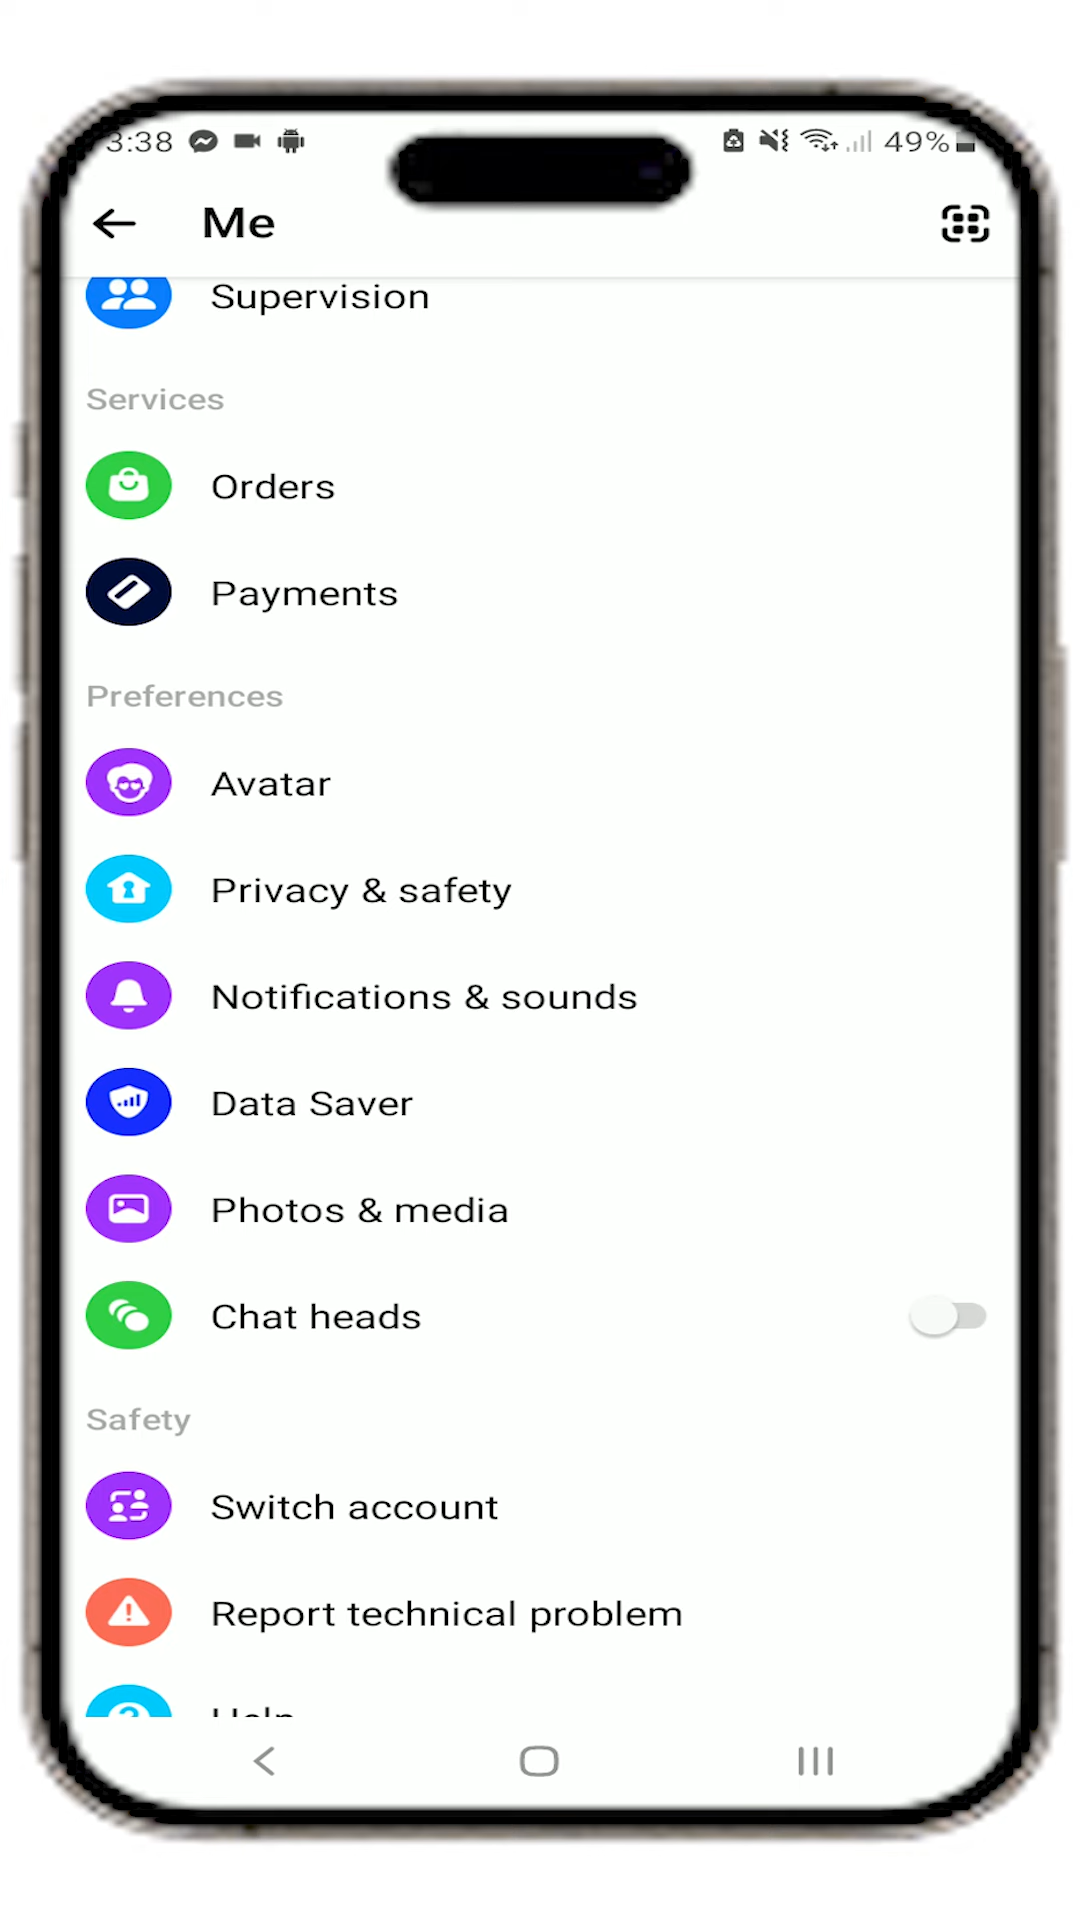 3:38
49%
Me
Supervision
Services
Orders
Payments
Preferences
Avatar
Privacy & safety
Notifications & sounds
Data Saver
Photos & media
Chat heads
Safety
Switch account
Report technical problem
Help